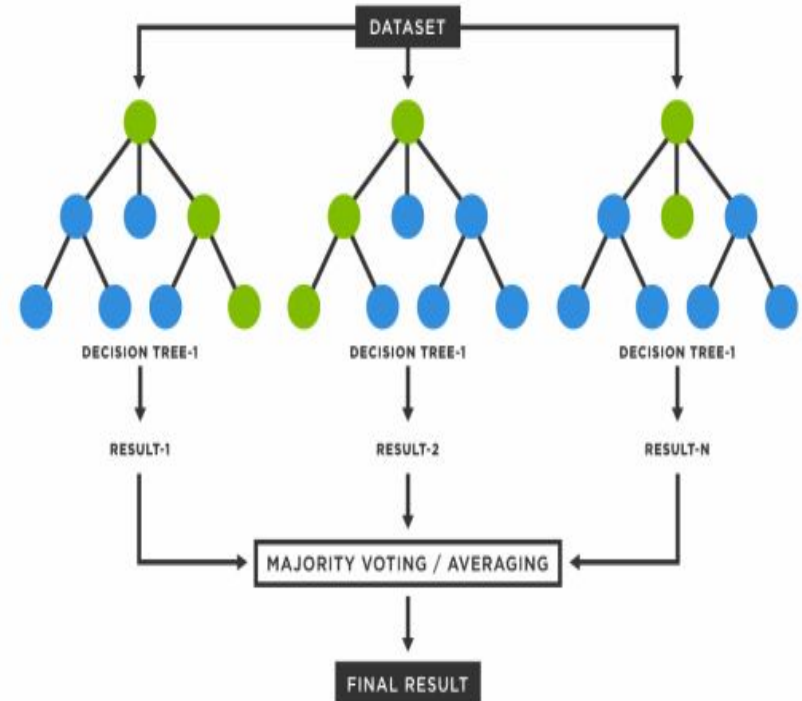 DATASET
DECISION TREE-1
DECISION TREE-1
DECISION TREE-1
RESULT-1
RESULT-2
RESULT-N
MAJORITY VOTING / AVERAGING
FINAL RESULT